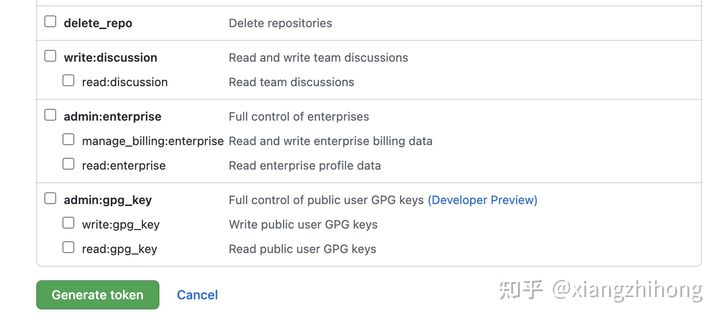 delete_repo Delete repositories
write:discussion Read and write team discussions
read:discussion Read team discussions
admin:enterprise Full control of enterprises
manage_billing:enterprise Read and write enterprise billing data
read:enterprise Read enterprise profile data
admin:gpg_key Full control of public user GPG keys (Developer Preview)
write:gpg_key Write public user GPG keys
read:gpg_key Read public user GPG keys
Generate token Cancel
知乎 @xiangzhihong